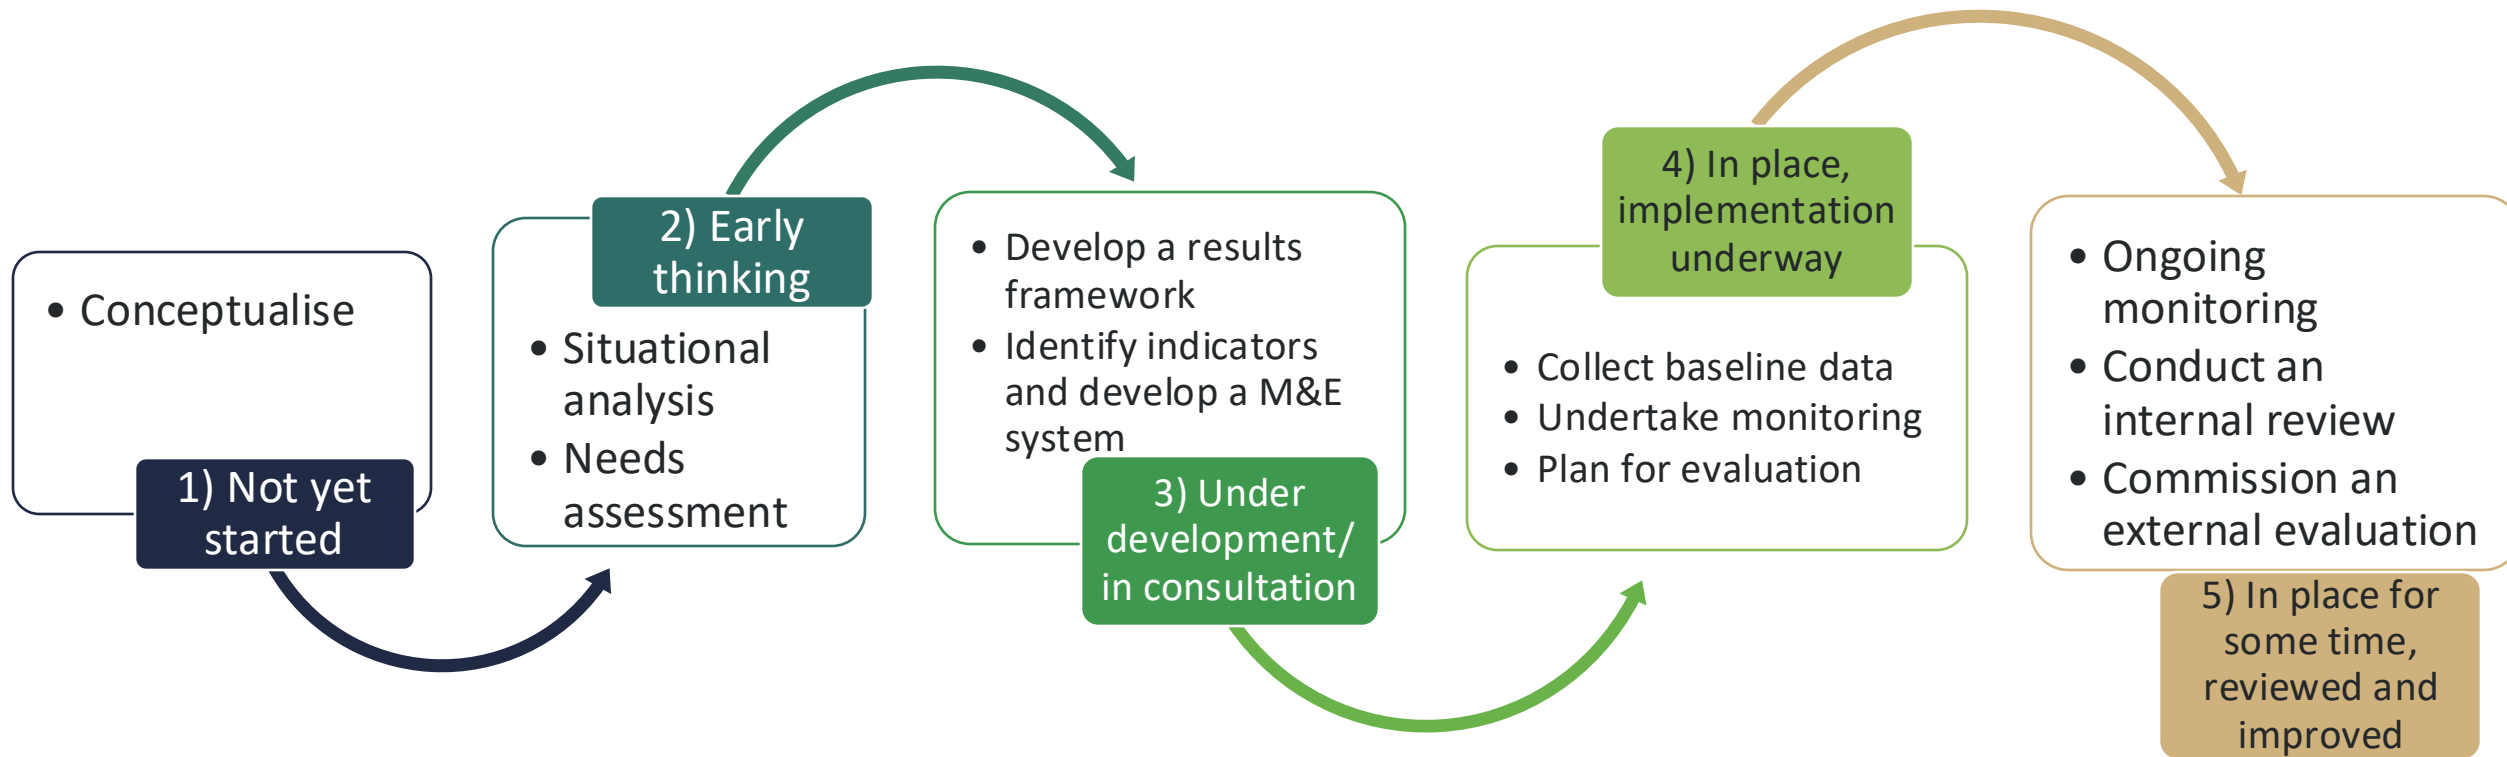 • Conceptualise
1) Not yet
started
2) Early
thinking
• Situational
analysis
• Needs
assessment
• Develop a results
framework
• Identify indicators
and develop a M&E
system
3) Under
development/
in consultation
4) In place,
implementation
underway
• Collect baseline data
• Undertake monitoring
• Plan for evaluation
• Ongoing
monitoring
• Conduct an
internal review
• Commission an
external evaluation
5) In place for
some time,
reviewed and
improved